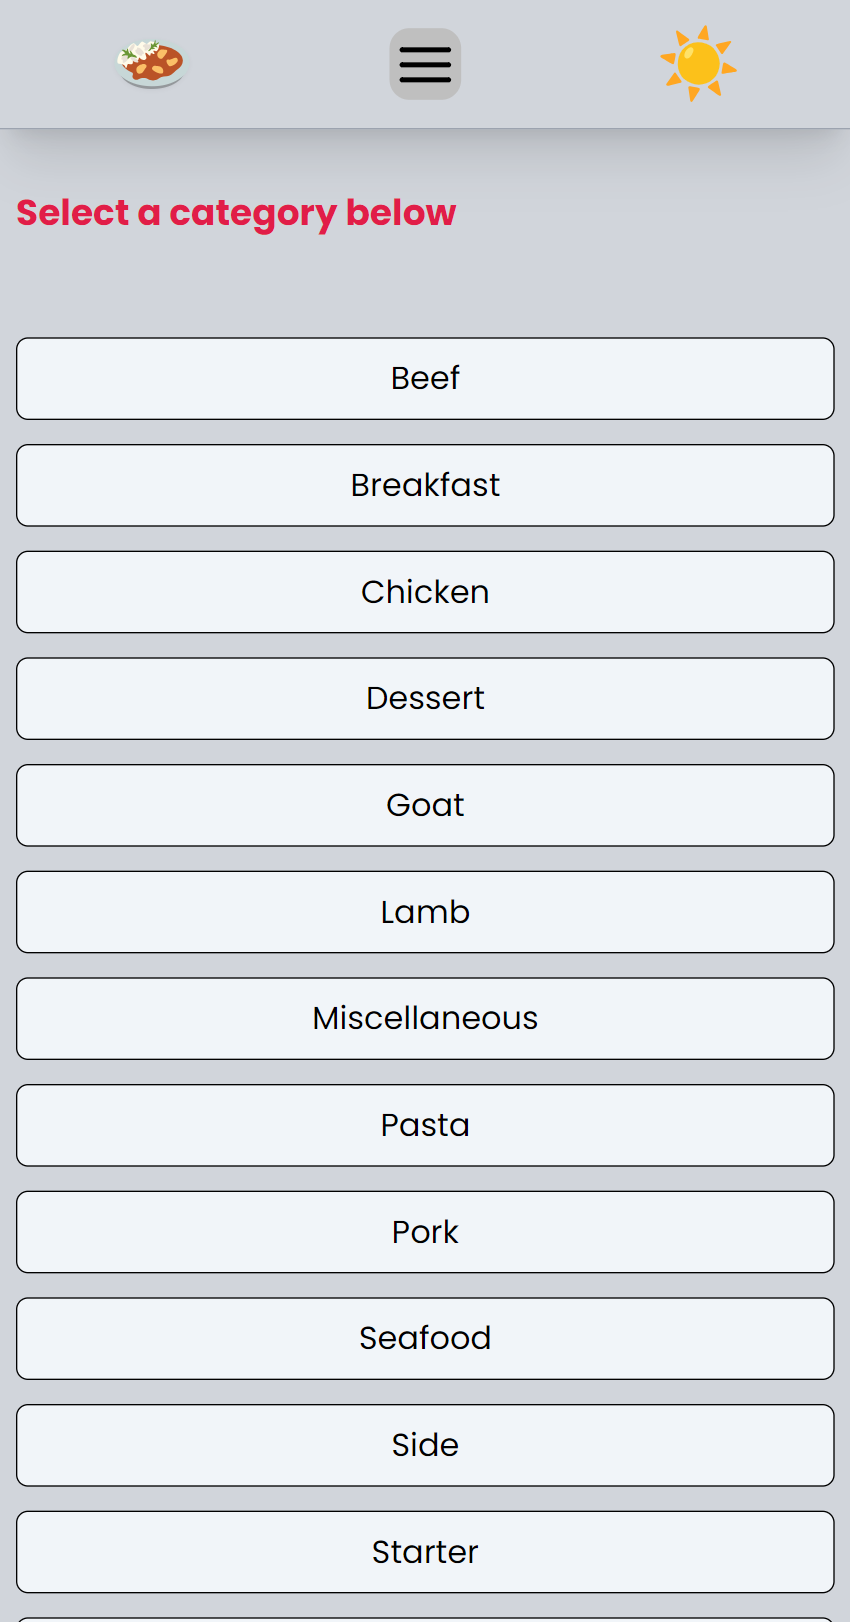 Select a category below
Beef
Breakfast
Chicken
Dessert
Goat
Lamb
Miscellaneous
Pasta
Pork
Seafood
Side
Starter